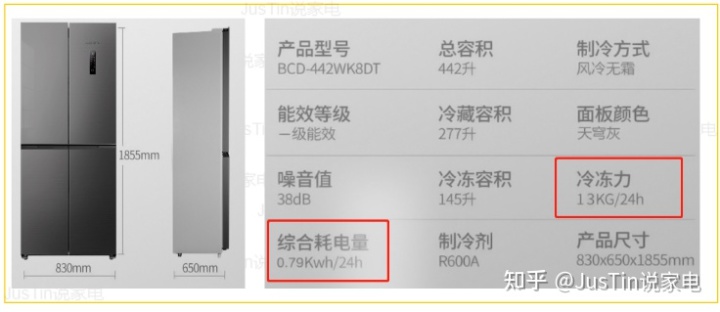 JusTin说家电
产品型号
BCD-442WK8DT
总容积
442升
制冷方式
风冷无霜
能效等级
一级能效
冷藏容积
277升
面板颜色
天穹灰
1855mm
噪音值
38dB
冷冻容积
145升
冷冻力
13KG/24h
综合耗电量
0.79Kwh/24h
制冷剂
R600A
产品尺寸
830x650x1855mm
830mm
650mm
知乎 @JusTin说家电
JusTin说家电